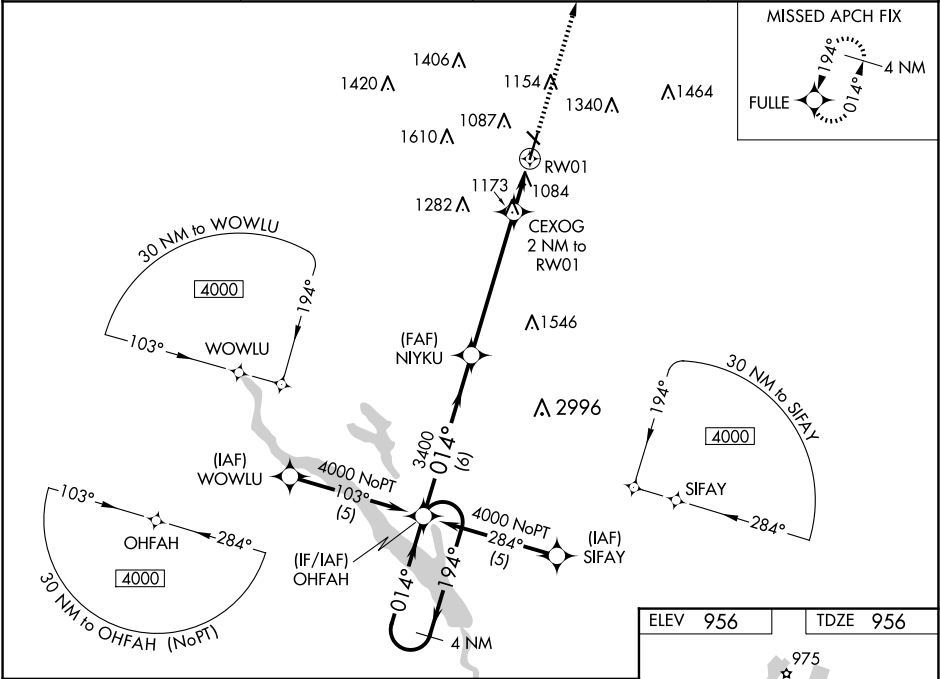 MISSED APCH FIX
194°
4 NM
014°
FULLE
1406
1420
1154
1340
1464
1087
1610
RW01
1173
1084
1282
CEXOG
2 NM to
RW01
30 NM to WOWLU
4000
194°
103°
WOWLU
1546
(FAF)
NIYKU
2996
30 NM to SIFAY
194°
4000
SIFAY
284°
3400
014°
(6)
(IAF)
WOWLU
4000 NoPT
103°
(5)
4000 NoPT
284°
(5)
(IAF)
SIFAY
103°
OHFAH
284°
4000
30 NM to OHFAH (NoPT)
(IF/IAF)
OHFAH
014°
194°
4 NM
ELEV 956
TDZE 956
975